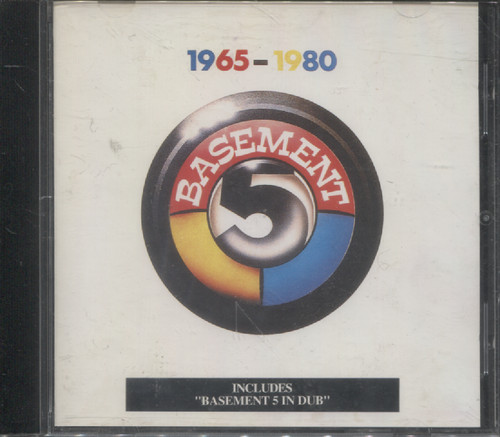 1965-1980
BASEMENT
5
INCLUDES
"BASEMENT 5 IN DUB"